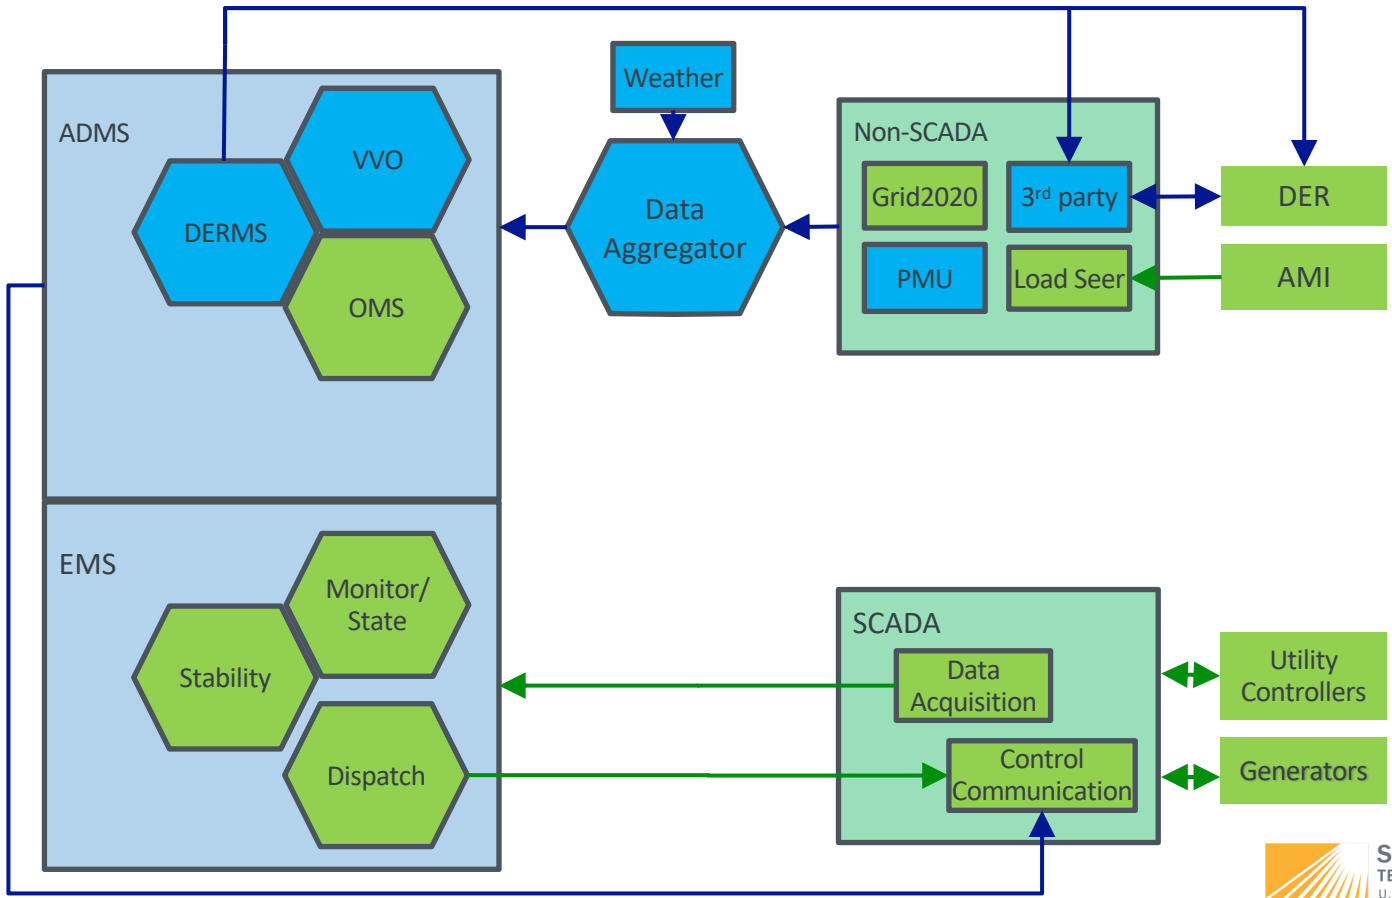 Weather
ADMS
VVO
DERMS
OMS
Data
Aggregator
Non-SCADA
Grid2020
3rd party
PMU
Load Seer
DER
AMI
EMS
Monitor/
State
Stability
Dispatch
SCADA
Data
Acquisition
Control
Communication
Utility
Controllers
Generators
S
TE
U.